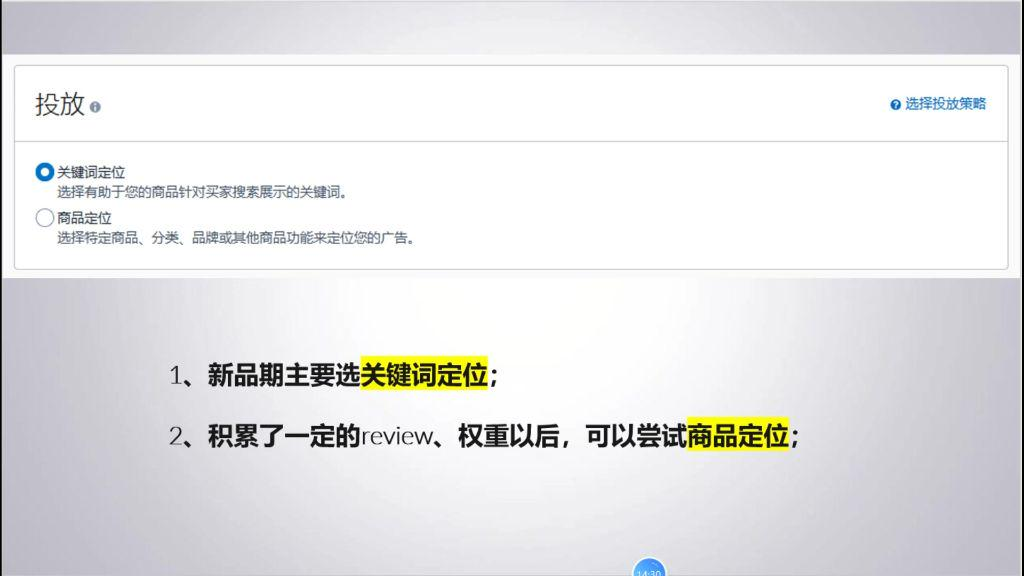 投放
选择投放策略
关键词定位
选择有助于您的商品针对买家搜索展示的关键词。
商品定位
选择特定商品、分类、品牌或其他商品功能来定位您的广告。
1、新品期主要选关键词定位；
2、积累了一定的review、权重以后，可以尝试商品定位；
14:30